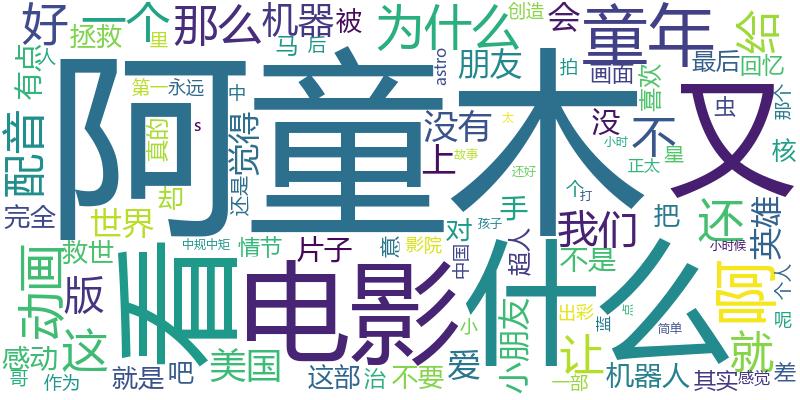 好
一个
那么
机器
被
为什么
创造
会
童年
给
拯救
里
马
后
astro
朋友
拍
画面
喜欢
最后
回忆
有点
人
第一
永远
中
阿童木
又
虫
那个
配音
真的
s
觉得
没有
太
没
不
核
却
还是
上
故事
小时
星
正太
还好
完全
世界
手
个
打
我们
把
还
英雄
动画
救世
中规中矩
情节
片子
意
对
影院
中国
孩子
超人
不是
小时候
个人
版
看
电影
什么
啊
这
小
小朋友
出彩
蓝
点
简单
呢
感动
美国
让
就
哥
作为
就是
吧
这部
治
不要
爱
一部
机器人
其实
感觉
差